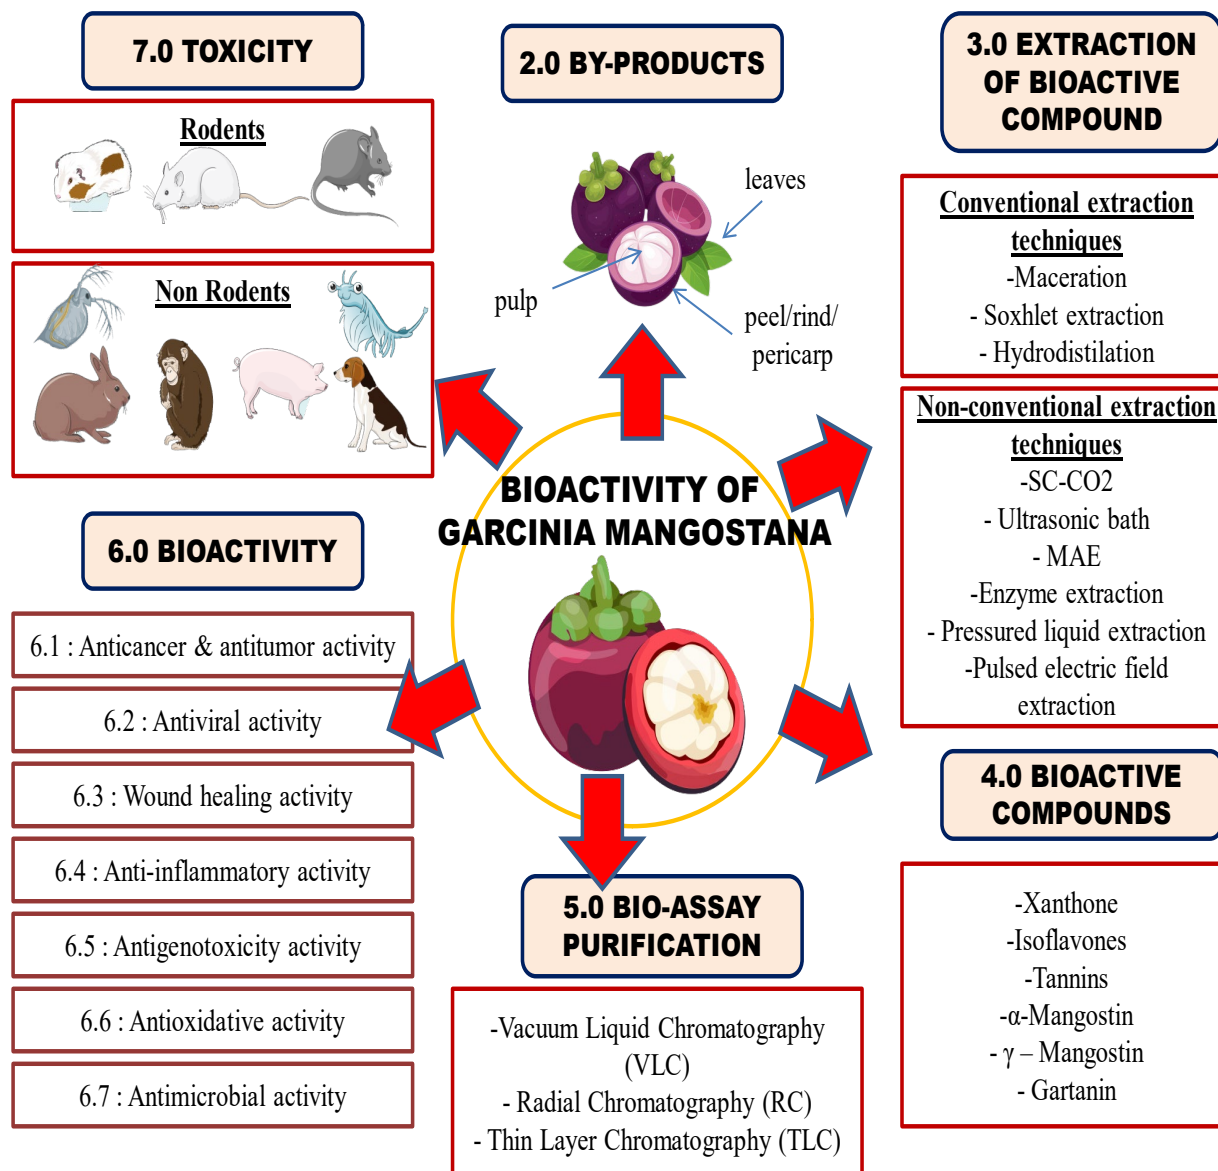 7.0 TOXICITY
Rodents
Non Rodents
2.0 BY-PRODUCTS
leaves
pulp
peel/rind/
pericarp
3.0 EXTRACTION
OF BIOACTIVE
COMPOUND
Conventional extraction
techniques
-Maceration
- Soxhlet extraction
- Hydrodistilation
Non-conventional extraction
techniques
-SC-CO2
- Ultrasonic bath
- MAE
-Enzyme extraction
- Pressured liquid extraction
-Pulsed electric field
extraction
BIOACTIVITY OF
GARCINIA MANGOSTANA
4.0 BIOACTIVE
COMPOUNDS
-Xanthone
-Isoflavones
-Tannins
-α-Mangostin
- γ – Mangostin
- Gartanin
5.0 BIO-ASSAY
PURIFICATION
-Vacuum Liquid Chromatography
(VLC)
- Radial Chromatography (RC)
- Thin Layer Chromatography (TLC)
6.0 BIOACTIVITY
6.1 : Anticancer & antitumor activity
6.2 : Antiviral activity
6.3 : Wound healing activity
6.4 : Anti-inflammatory activity
6.5 : Antigenotoxicity activity
6.6 : Antioxidative activity
6.7 : Antimicrobial activity